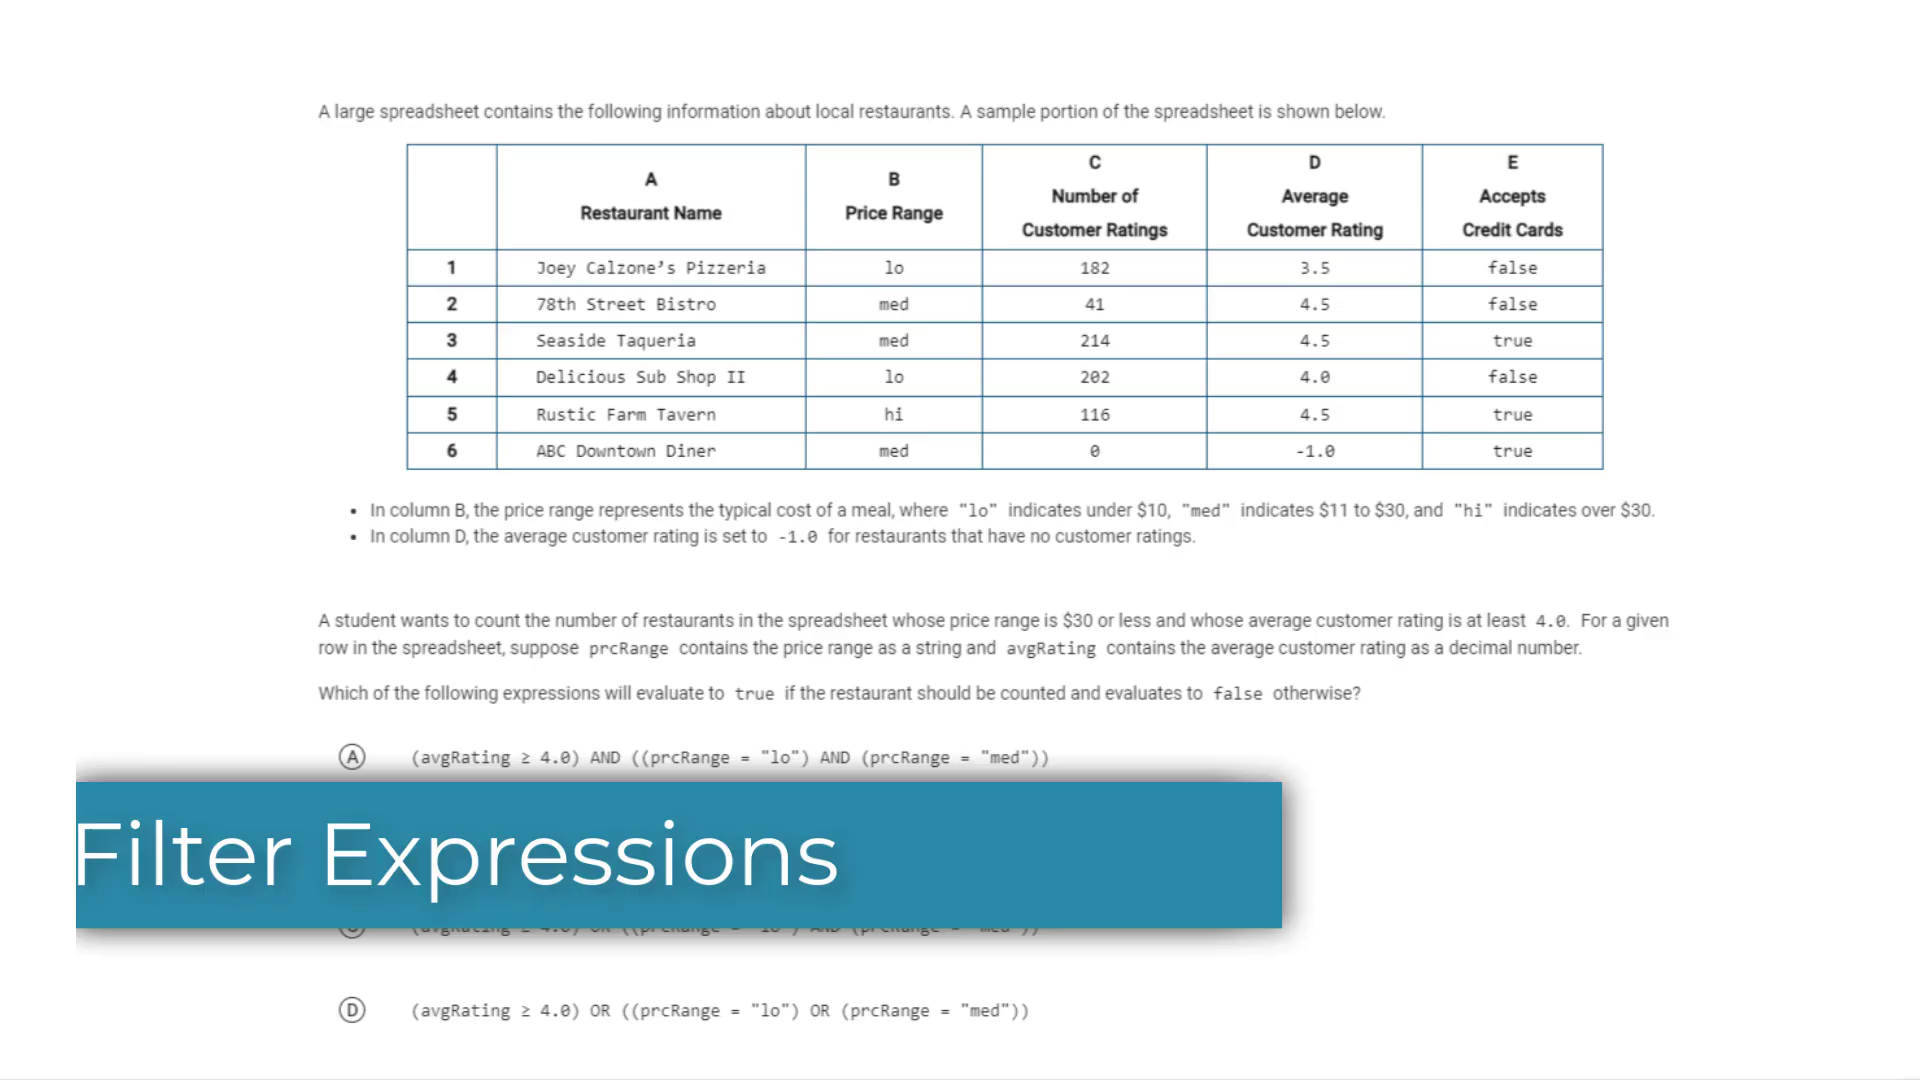 A large spreadsheet contains the following information about local restaurants. A sample portion of the spreadsheet is shown below.
A Restaurant Name B Price Range C Number of Customer Ratings D Average Customer Rating E Accepts Credit Cards
1 Joey Calzone’s Pizzeria lo 182 3.5 false
2 78th Street Bistro med 41 4.5 false
3 Seaside Taqueria med 214 4.5 true
4 Delicious Sub Shop II lo 202 4.0 false
5 Rustic Farm Tavern hi 116 4.5 true
6 ABC Downtown Diner med 0 -1.0 true
• In column B, the price range represents the typical cost of a meal, where "lo" indicates under $10, "med" indicates $11 to $30, and "hi" indicates over $30.
• In column D, the average customer rating is set to -1.0 for restaurants that have no customer ratings.
A student wants to count the number of restaurants in the spreadsheet whose price range is $30 or less and whose average customer rating is at least 4.0. For a given
row in the spreadsheet, suppose prcRange contains the price range as a string and avgRating contains the average customer rating as a decimal number.
Which of the following expressions will evaluate to true if the restaurant should be counted and evaluates to false otherwise?
A (avgRating ≥ 4.0) AND ((prcRange = "lo") AND (prcRange = "med"))
Filter Expressions
D (avgRating ≥ 4.0) OR ((prcRange = "lo") OR (prcRange = "med"))